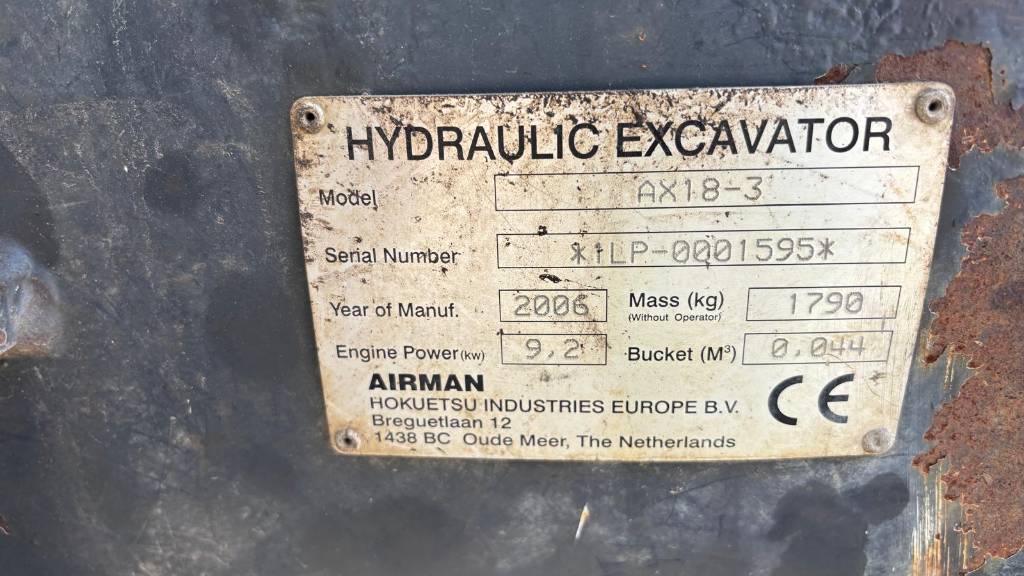 HYDRAULIC EXCAVATOR
Model AX18-3
Serial Number *1LP-0001595*
Year of Manuf. 2006 Mass (kg) 1790
(Without Operator)
Engine Power (kw) 9,2 Bucket (M³) 0,044
AIRMAN
HOKUETSU INDUSTRIES EUROPE B.V. CE
Breguetlaan 12
1438 BC Oude Meer, The Netherlands